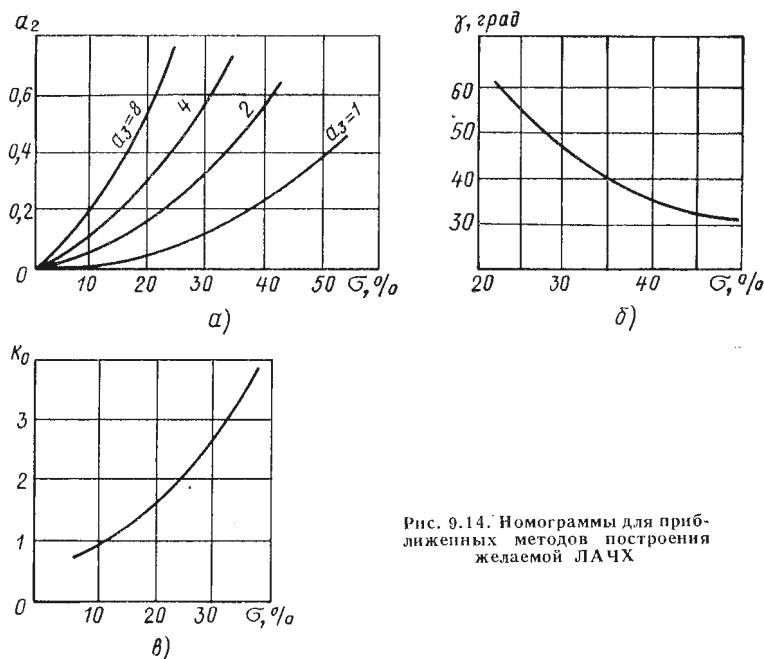 a₂
0,6
0,4
0,2
0
a₃=8
4
2
a₃=1
10 20 30 40 50 σ,%
а)
γ, град
60
50
40
30
20 30 40 σ,%
б)
K₀
3
2
1
0
10 20 30 σ,%
в)
Рис. 9.14. Номограммы для приб-
лиженных методов построения
желаемой ЛАЧХ